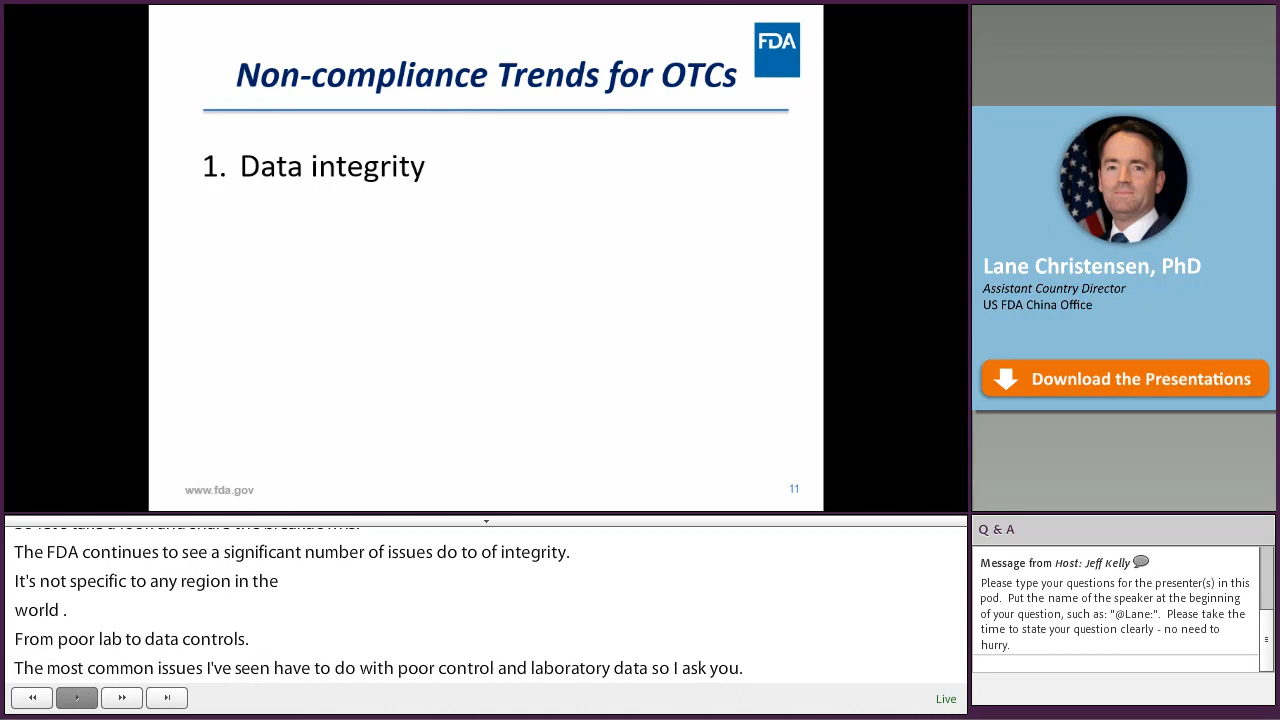 FDA
Non-compliance Trends for OTCs
1. Data integrity
www.fda.gov
11
Lane Christensen, PhD
Assistant Country Director
US FDA China Office
Download the Presentations
The FDA continues to see a significant number of issues do to of integrity.
It's not specific to any region in the
world .
From poor lab to data controls.
The most common issues I've seen have to do with poor control and laboratory data so I ask you.
Live
Q & A
Message from Host: Jeff Kelly
Please type your questions for the presenter(s) in this
pod. Put the name of the speaker at the beginning
of your question, such as: "@Lane:". Please take the
time to state your question clearly - no need to
hurry.